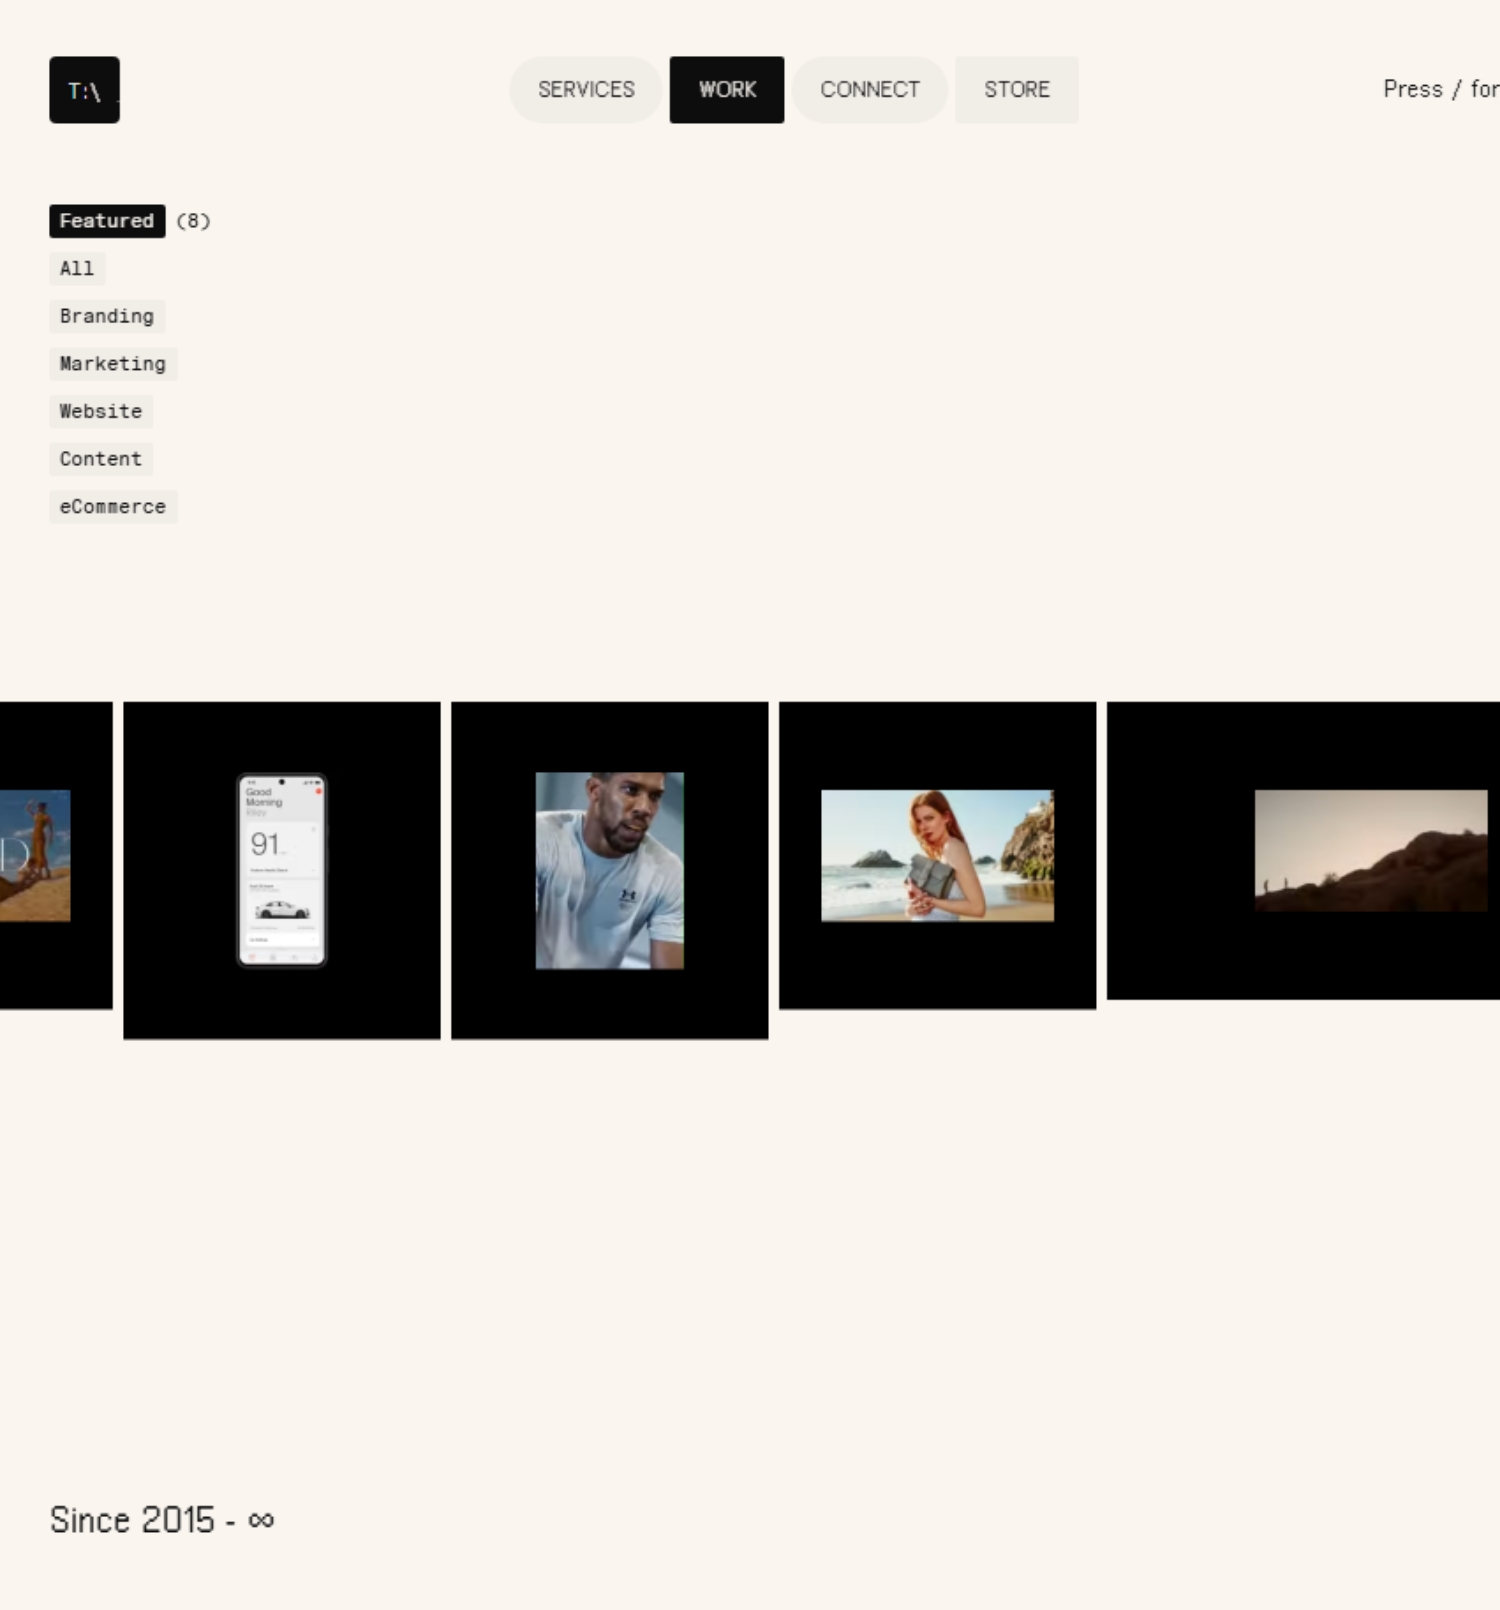 T:\
SERVICES
WORK
CONNECT
STORE
Press / for
Featured (8)
All
Branding
Marketing
Website
Content
eCommerce
D
Good
Morning
91
Since 2015 - ∞